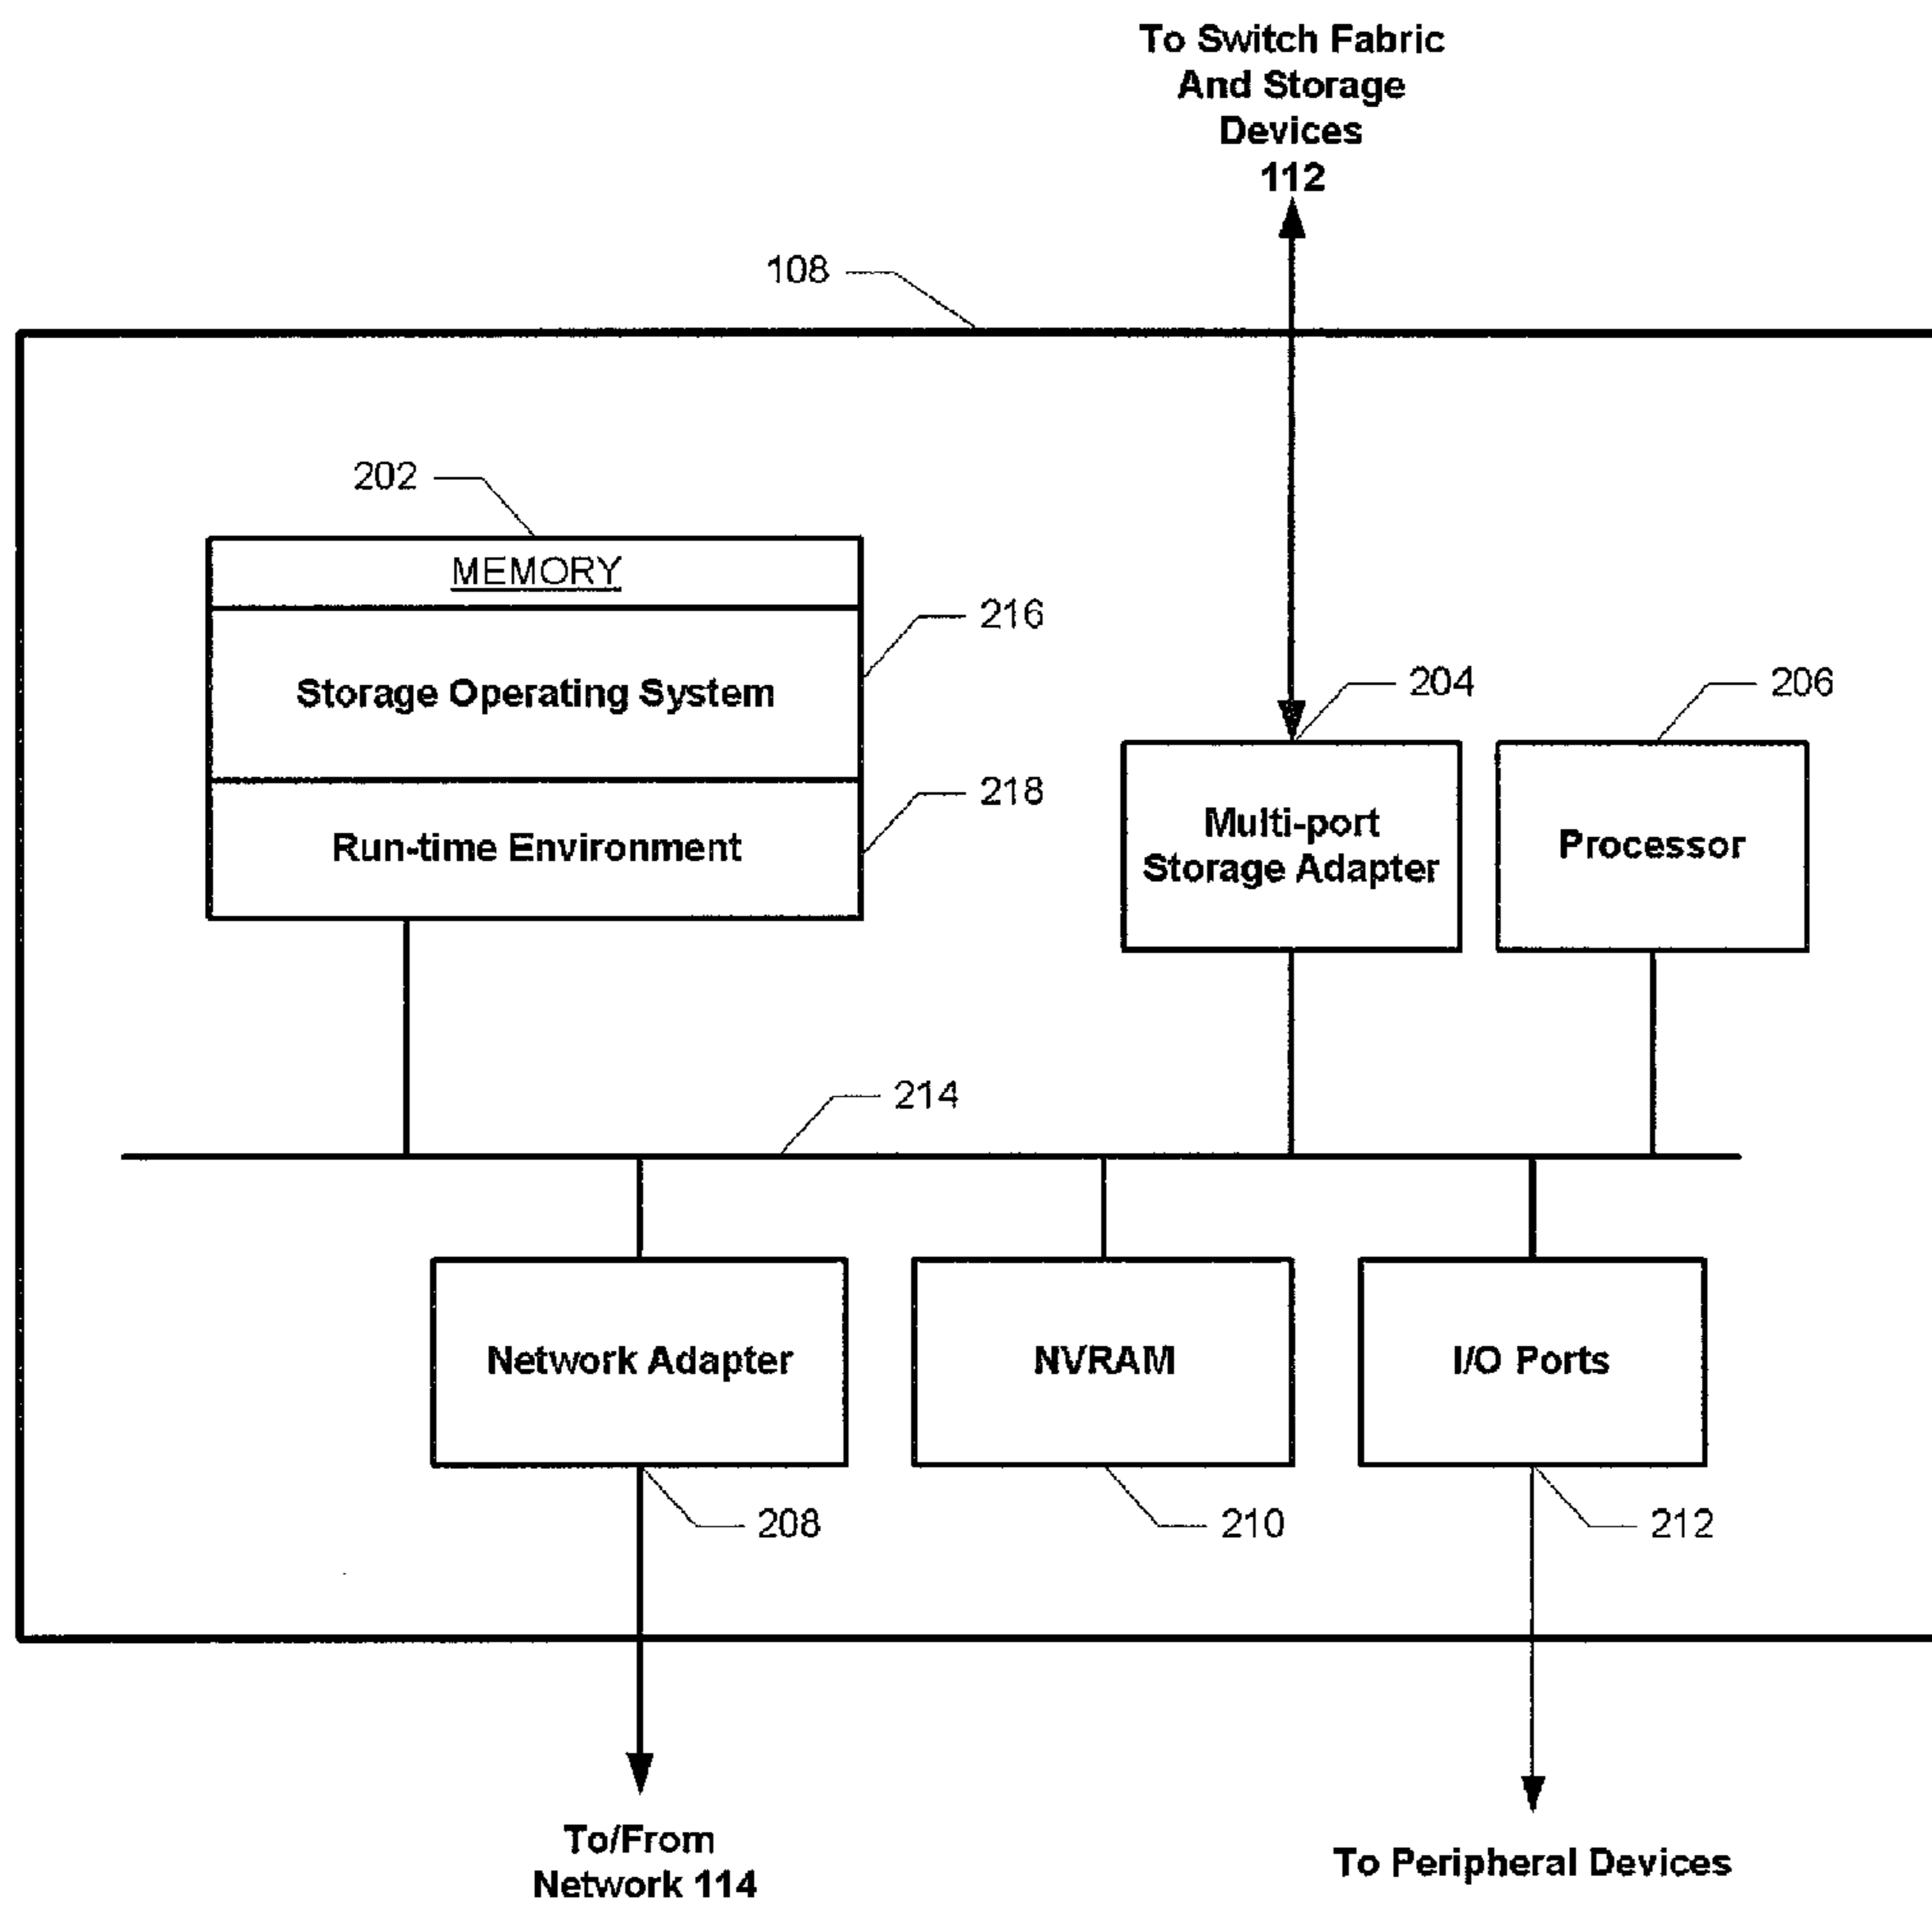 To Switch Fabric
And Storage
Devices
112
108
202
MEMORY
216
Storage Operating System
204
206
218
Multi-port
Storage Adapter
Processor
Run-time Environment
214
Network Adapter
NVRAM
I/O Ports
208
210
212
To/From
Network 114
To Peripheral Devices